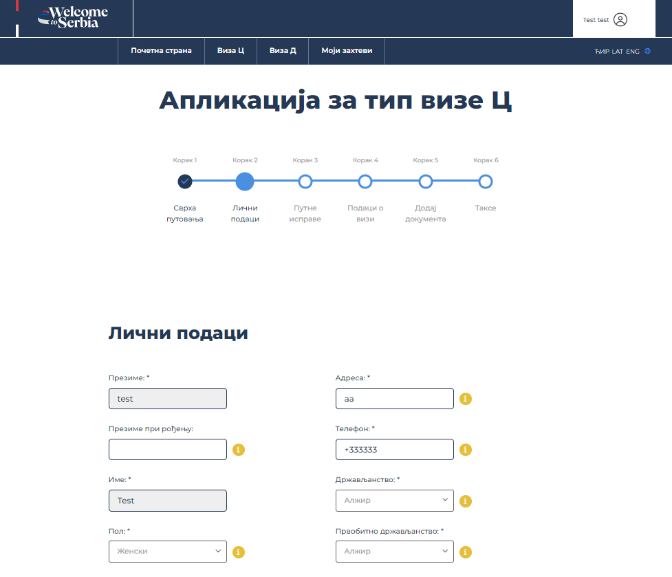 Welcome
to Serbia
Test test
Почетна страна
Виза Ц
Виза Д
Моји захтеви
ЋИР LAT ENG
Апликација за тип визе Ц
Корак 1
Корак 2
Корак 3
Корак 4
Корак 5
Корак 6
Сврха
путовања
Лични
подаци
Путне
исправе
Подаци о
визи
Додај
документа
Таксе
Лични подаци
Презиме: *
test
Адреса: *
aa
Презиме при рођењу:
Телефон: *
+333333
Име: *
Test
Држављанство: *
Алжир
Пол: *
Женски
Првобитно држављанство: *
Алжир